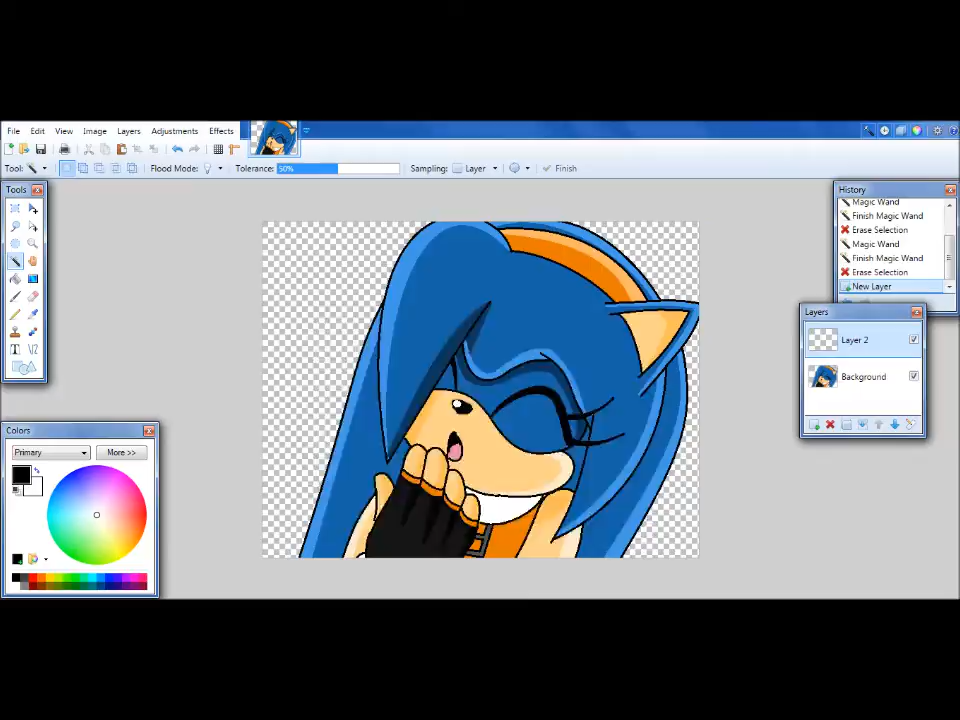 File Edit View Image Layers Adjustments Effects
Tool: Flood Mode: Tolerance: 50% Sampling: Layer Finish
Tools
History
Magic Wand
Finish Magic Wand
Erase Selection
Magic Wand
Finish Magic Wand
Erase Selection
New Layer
Layers
Layer 2
Background
Colors
Primary More >>